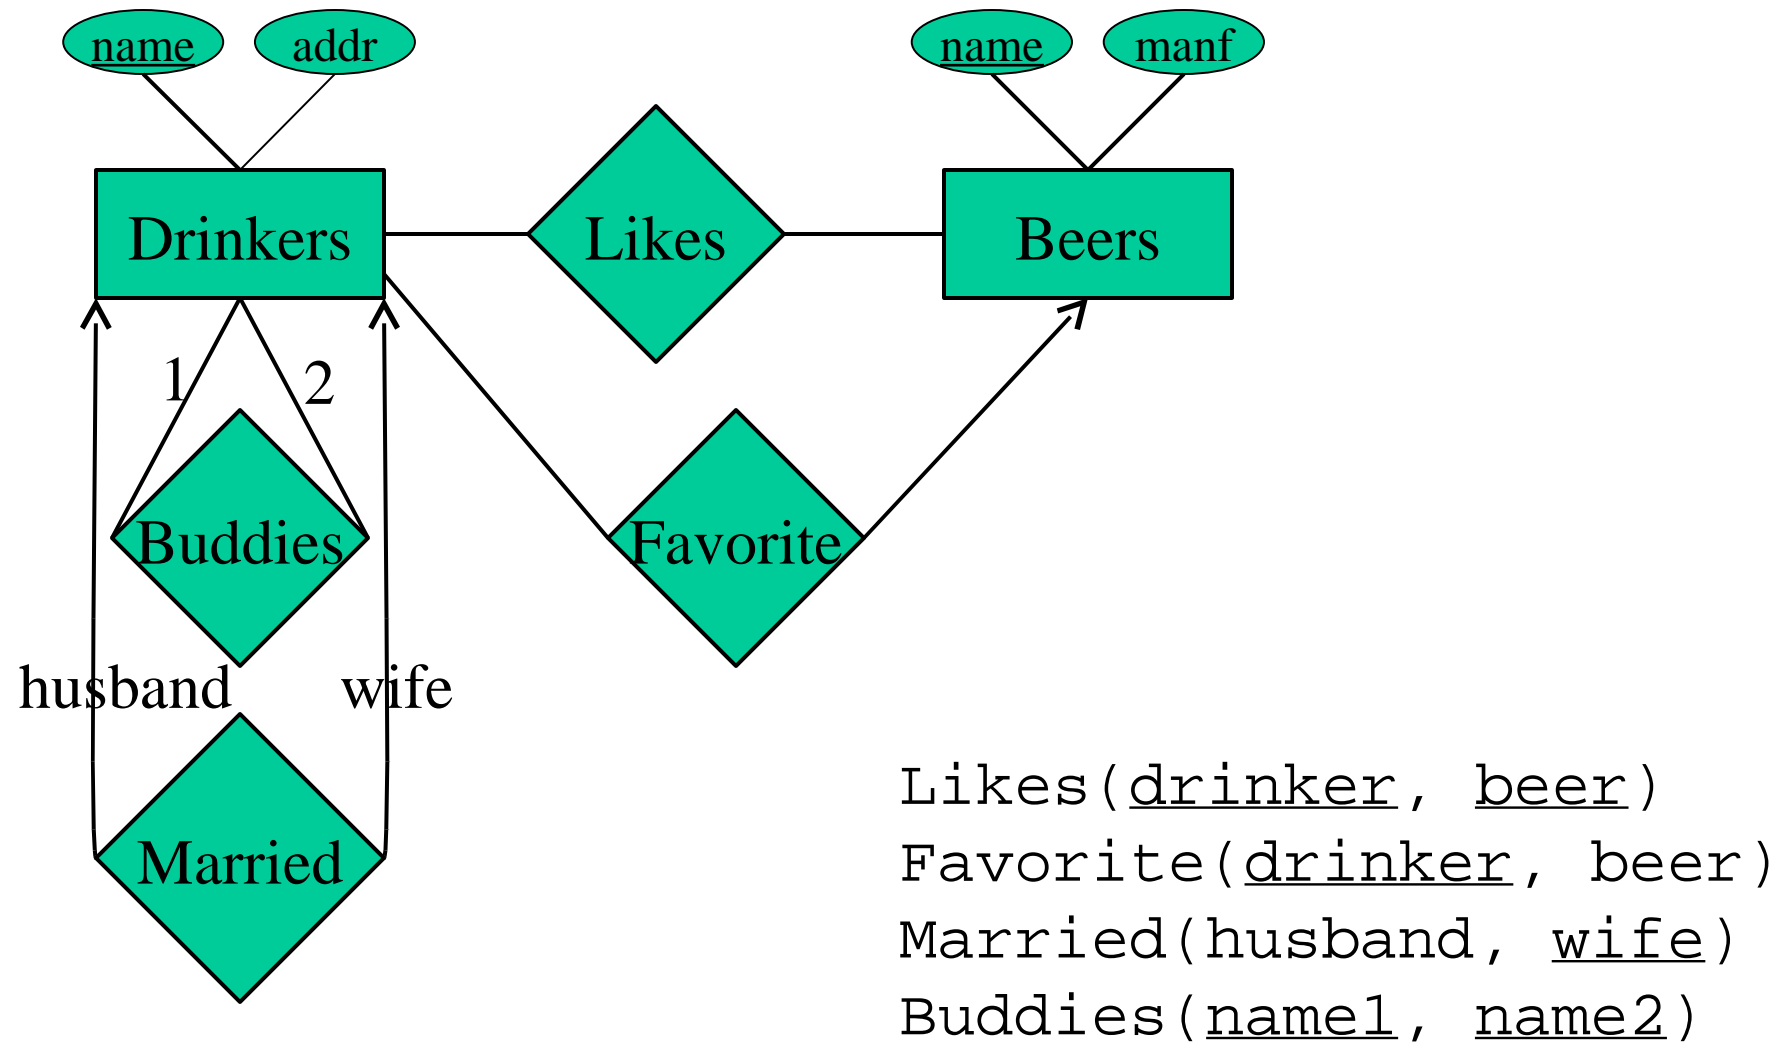 name addr name manf
Drinkers Likes Beers
1 2
Buddies Favorite
husband wife
Married
Likes(drinker, beer)
Favorite(drinker, beer)
Married(husband, wife)
Buddies(name1, name2)